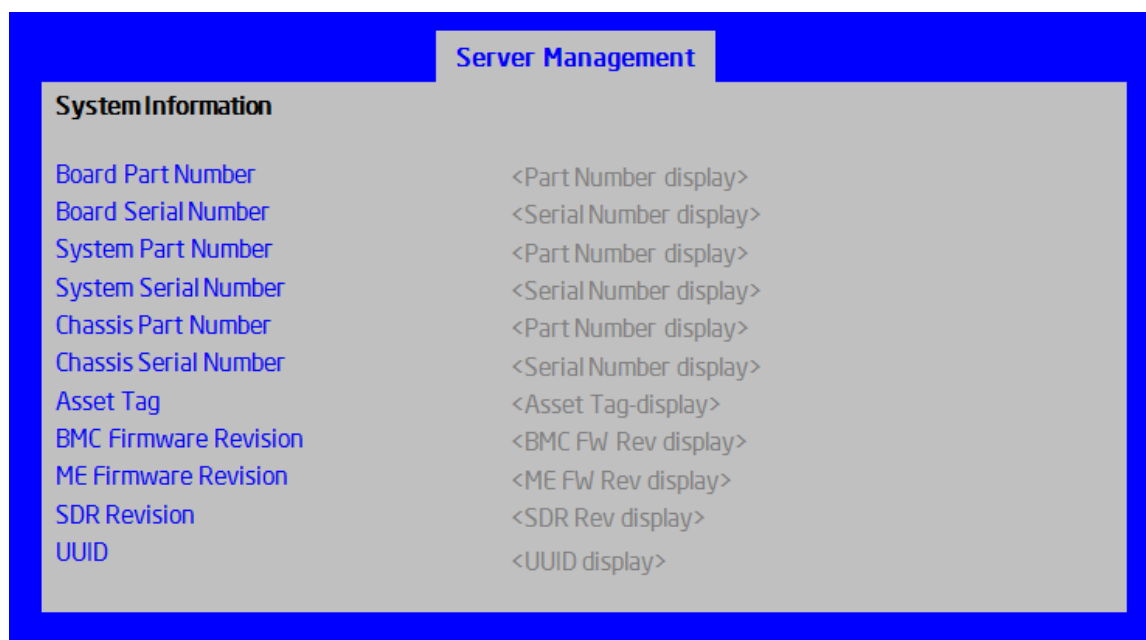 Server Management
System Information
Board Part Number <Part Number display>
Board Serial Number <Serial Number display>
System Part Number <Part Number display>
System Serial Number <Serial Number display>
Chassis Part Number <Part Number display>
Chassis Serial Number <Serial Number display>
Asset Tag <Asset Tag-display>
BMC Firmware Revision <BMC FW Rev display>
ME Firmware Revision <ME FW Rev display>
SDR Revision <SDR Rev display>
UUID <UUID display>